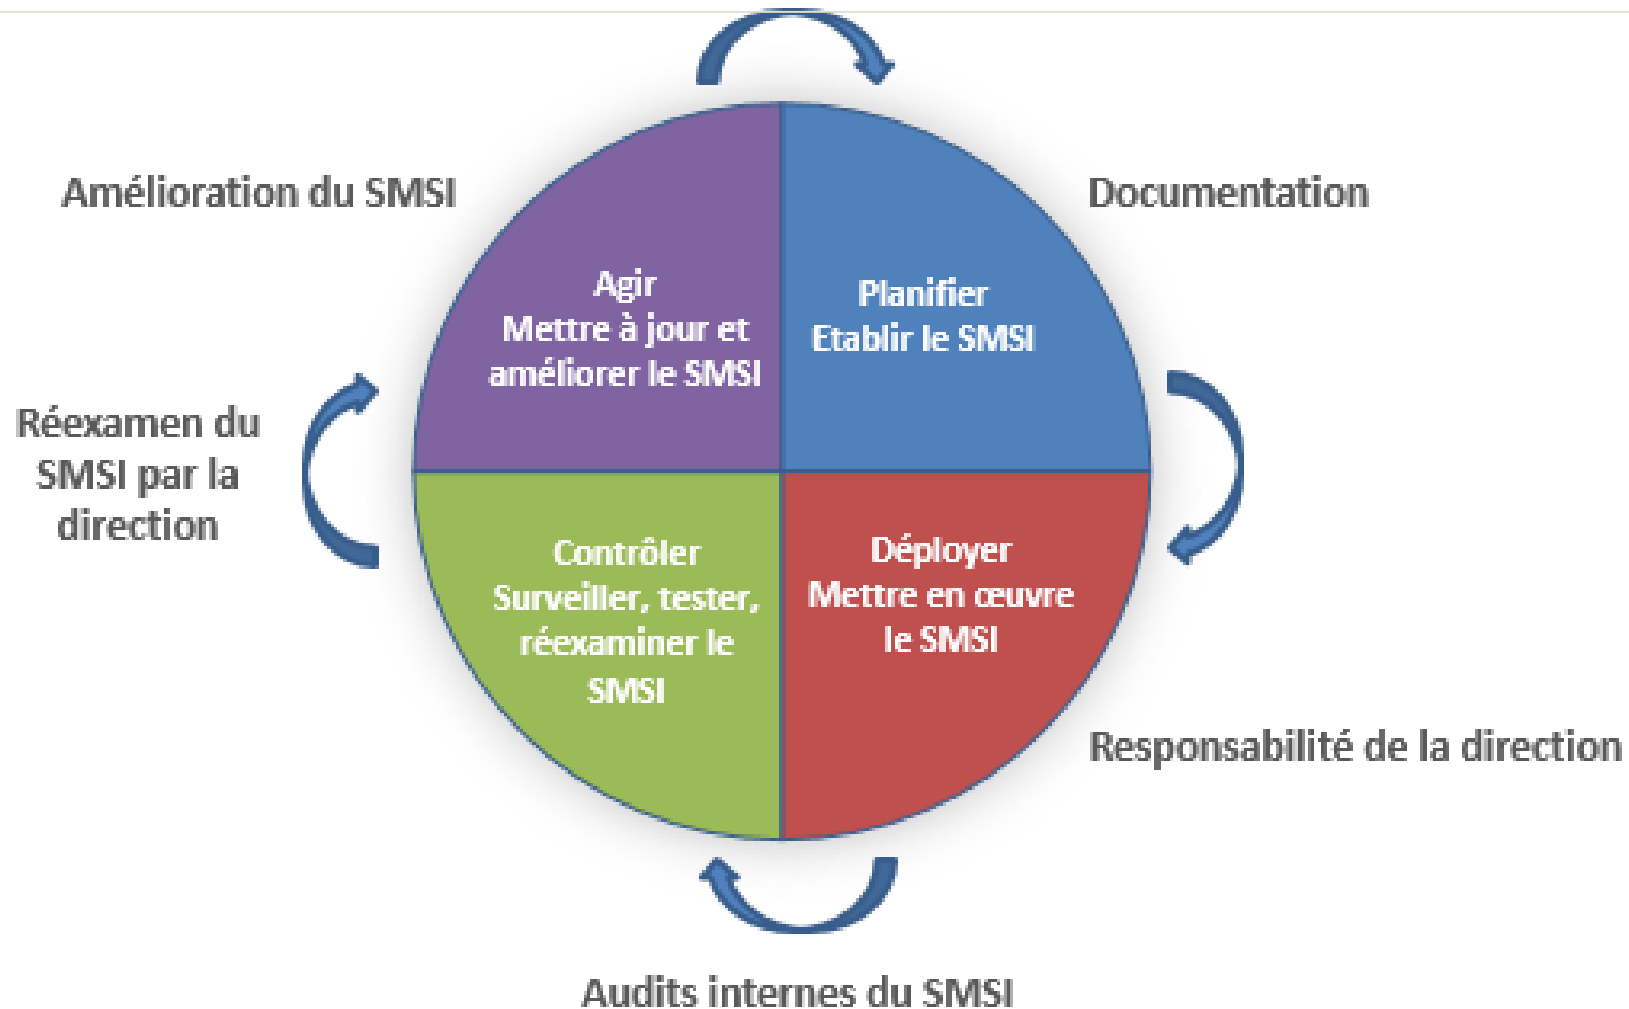 Amélioration du SMSI
Documentation
Agir
Mettre à jour et
améliorer le SMSI
Planifier
Etablir le SMSI
Réexamen du
SMSI par la
direction
Contrôler
Surveiller, tester,
réexaminer le
SMSI
Déployer
Mettre en œuvre
le SMSI
Responsabilité de la direction
Audits internes du SMSI